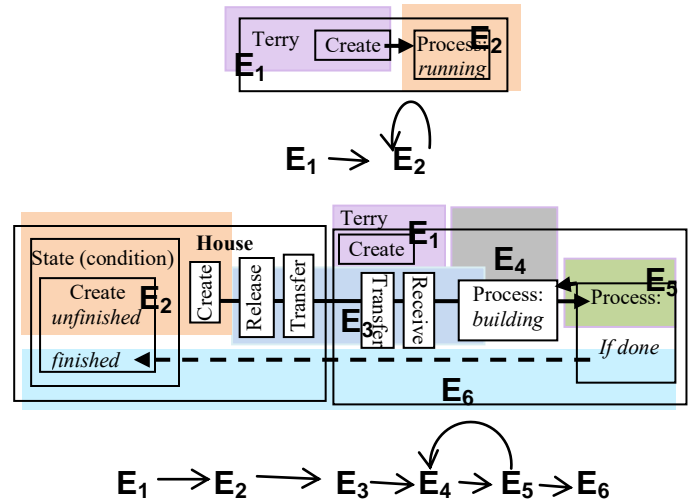 Terry
Create
Process:
running
E1
E2
E1
E2
Terry
Create
E1
House
State (condition)
Create
unfinished
E2
finished
Create
Release
Transfer
E3
Transfer
Receive
E4
Process:
building
E5
Process:
If done
E6
E1
E2
E3
E4
E5
E6